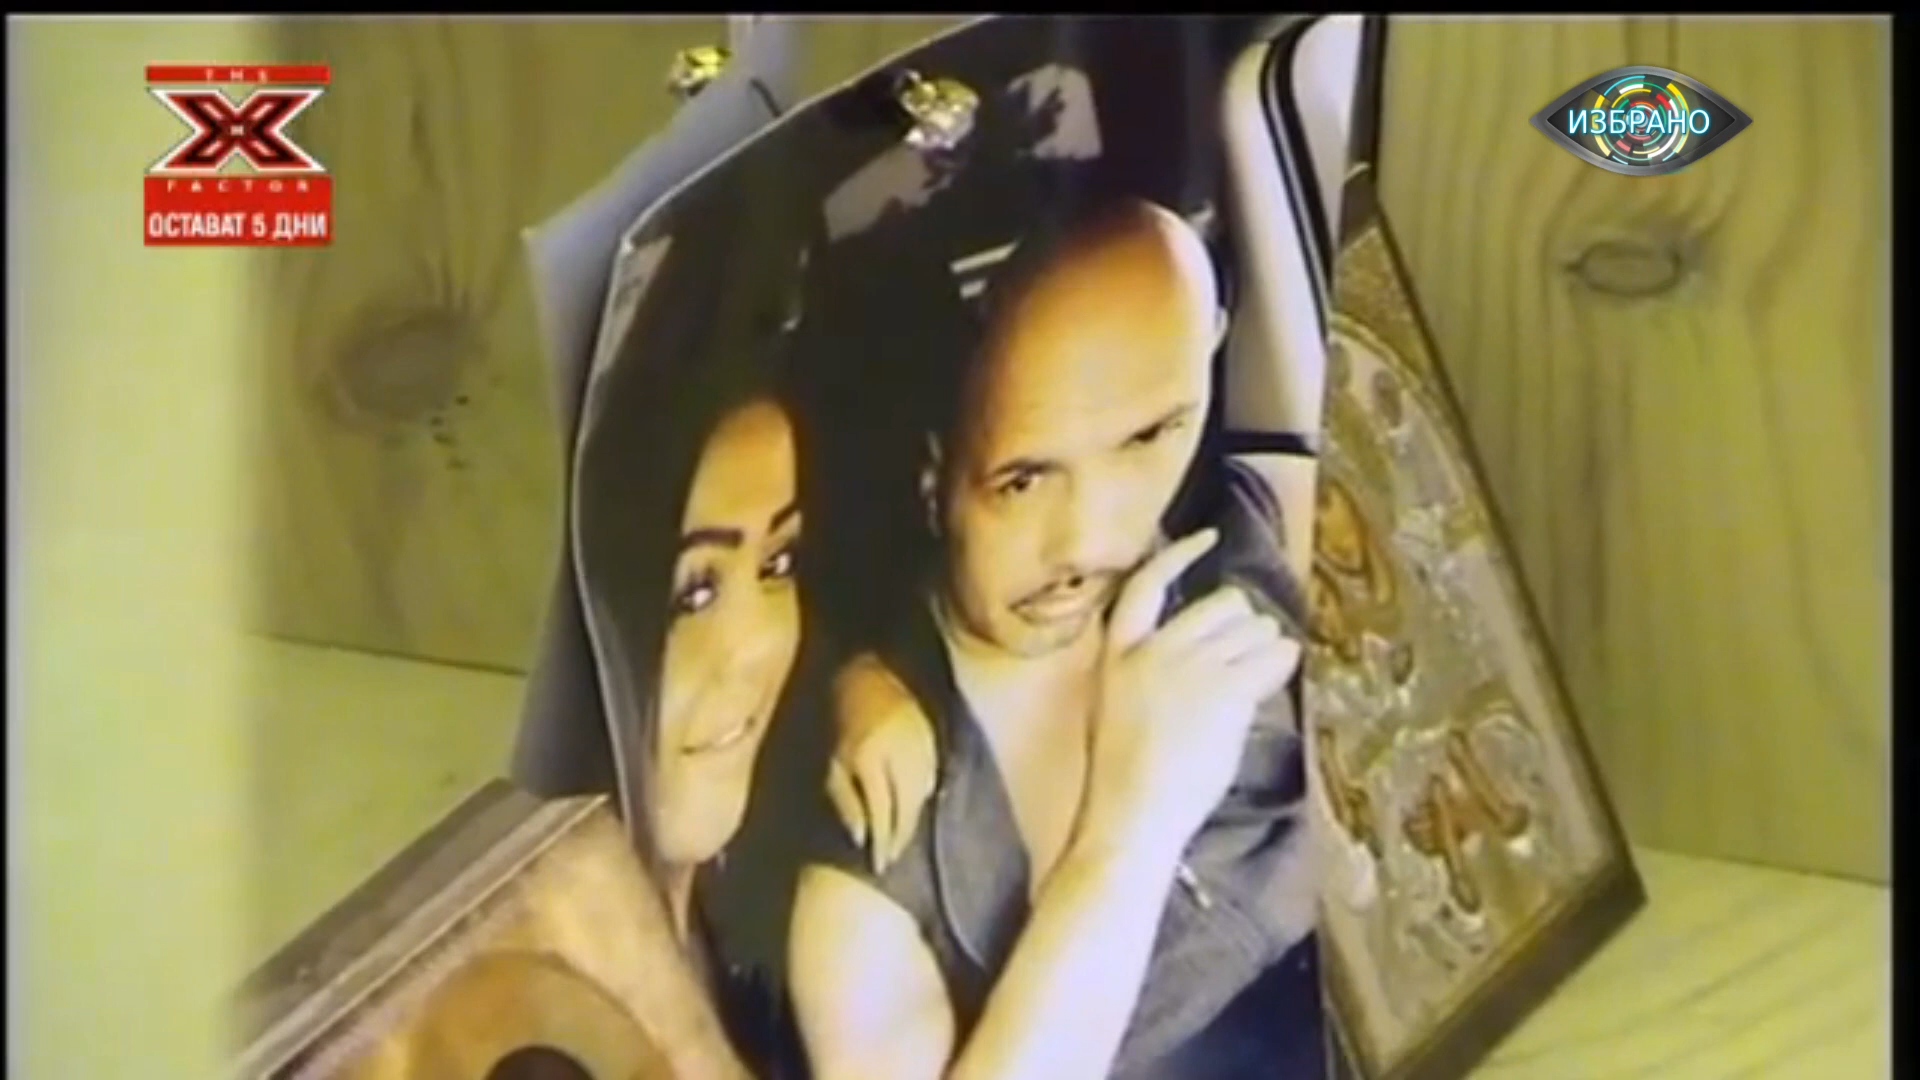 THE
X
FACTOR
ОСТАВАТ 5 ДНИ
ИЗБРАНО